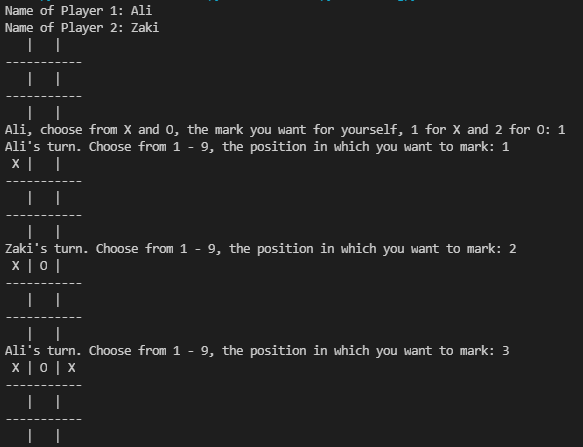 Name of Player 1: Ali
Name of Player 2: Zaki
   |   |
-----------
   |   |
-----------
   |   |
Ali, choose from X and O, the mark you want for yourself, 1 for X and 2 for O: 1
Ali's turn. Choose from 1 - 9, the position in which you want to mark: 1
 X |   |
-----------
   |   |
-----------
   |   |
Zaki's turn. Choose from 1 - 9, the position in which you want to mark: 2
 X | O |
-----------
   |   |
-----------
   |   |
Ali's turn. Choose from 1 - 9, the position in which you want to mark: 3
 X | O | X
-----------
   |   |
-----------
   |   |